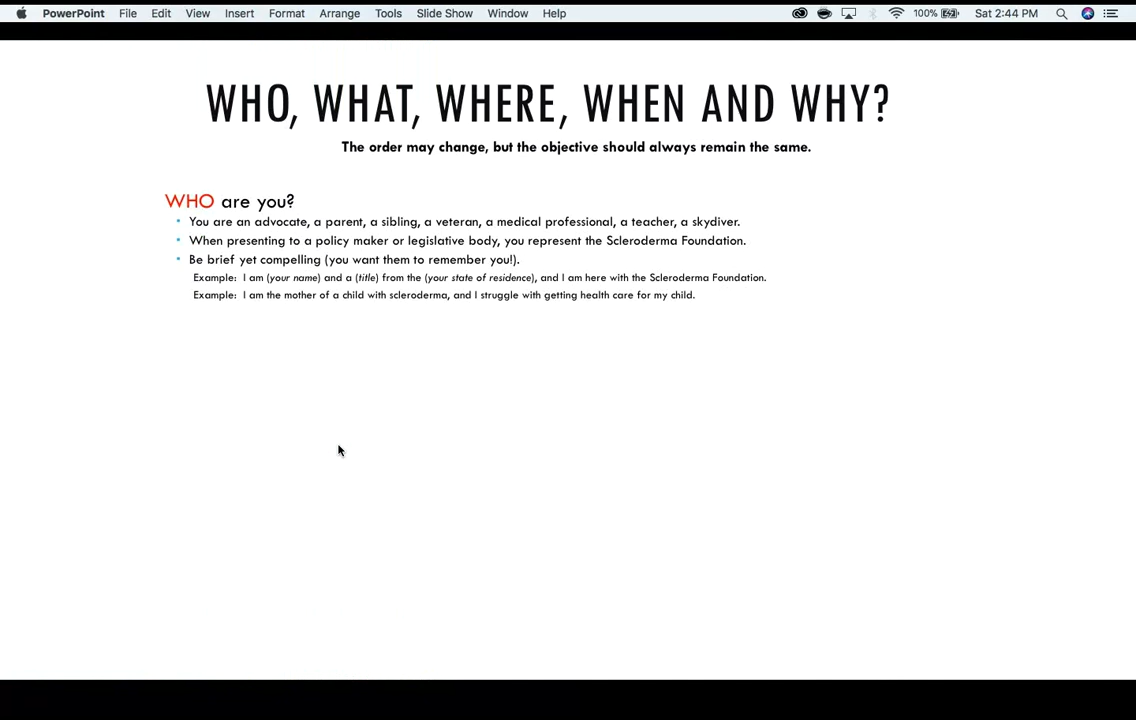 PowerPoint File Edit View Insert Format Arrange Tools Slide Show Window Help 100% Sat 2:44 PM
WHO, WHAT, WHERE, WHEN AND WHY?
The order may change, but the objective should always remain the same.
WHO are you?
• You are an advocate, a parent, a sibling, a veteran, a medical professional, a teacher, a skydiver.
• When presenting to a policy maker or legislative body, you represent the Scleroderma Foundation.
• Be brief yet compelling (you want them to remember you!).
Example: I am (your name) and a (title) from the (your state of residence), and I am here with the Scleroderma Foundation.
Example: I am the mother of a child with scleroderma, and I struggle with getting health care for my child.